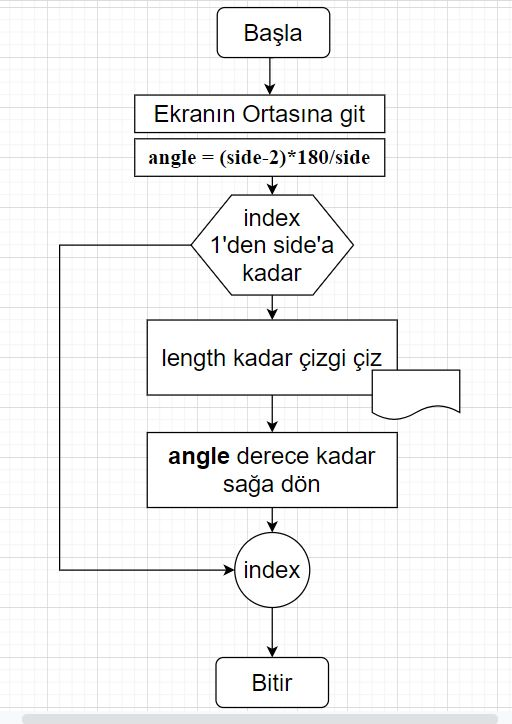 Başla
Ekranın Ortasına git
angle = (side-2)*180/side
index
1'den side'a
kadar
length kadar çizgi çiz
angle derece kadar
sağa dön
index
Bitir